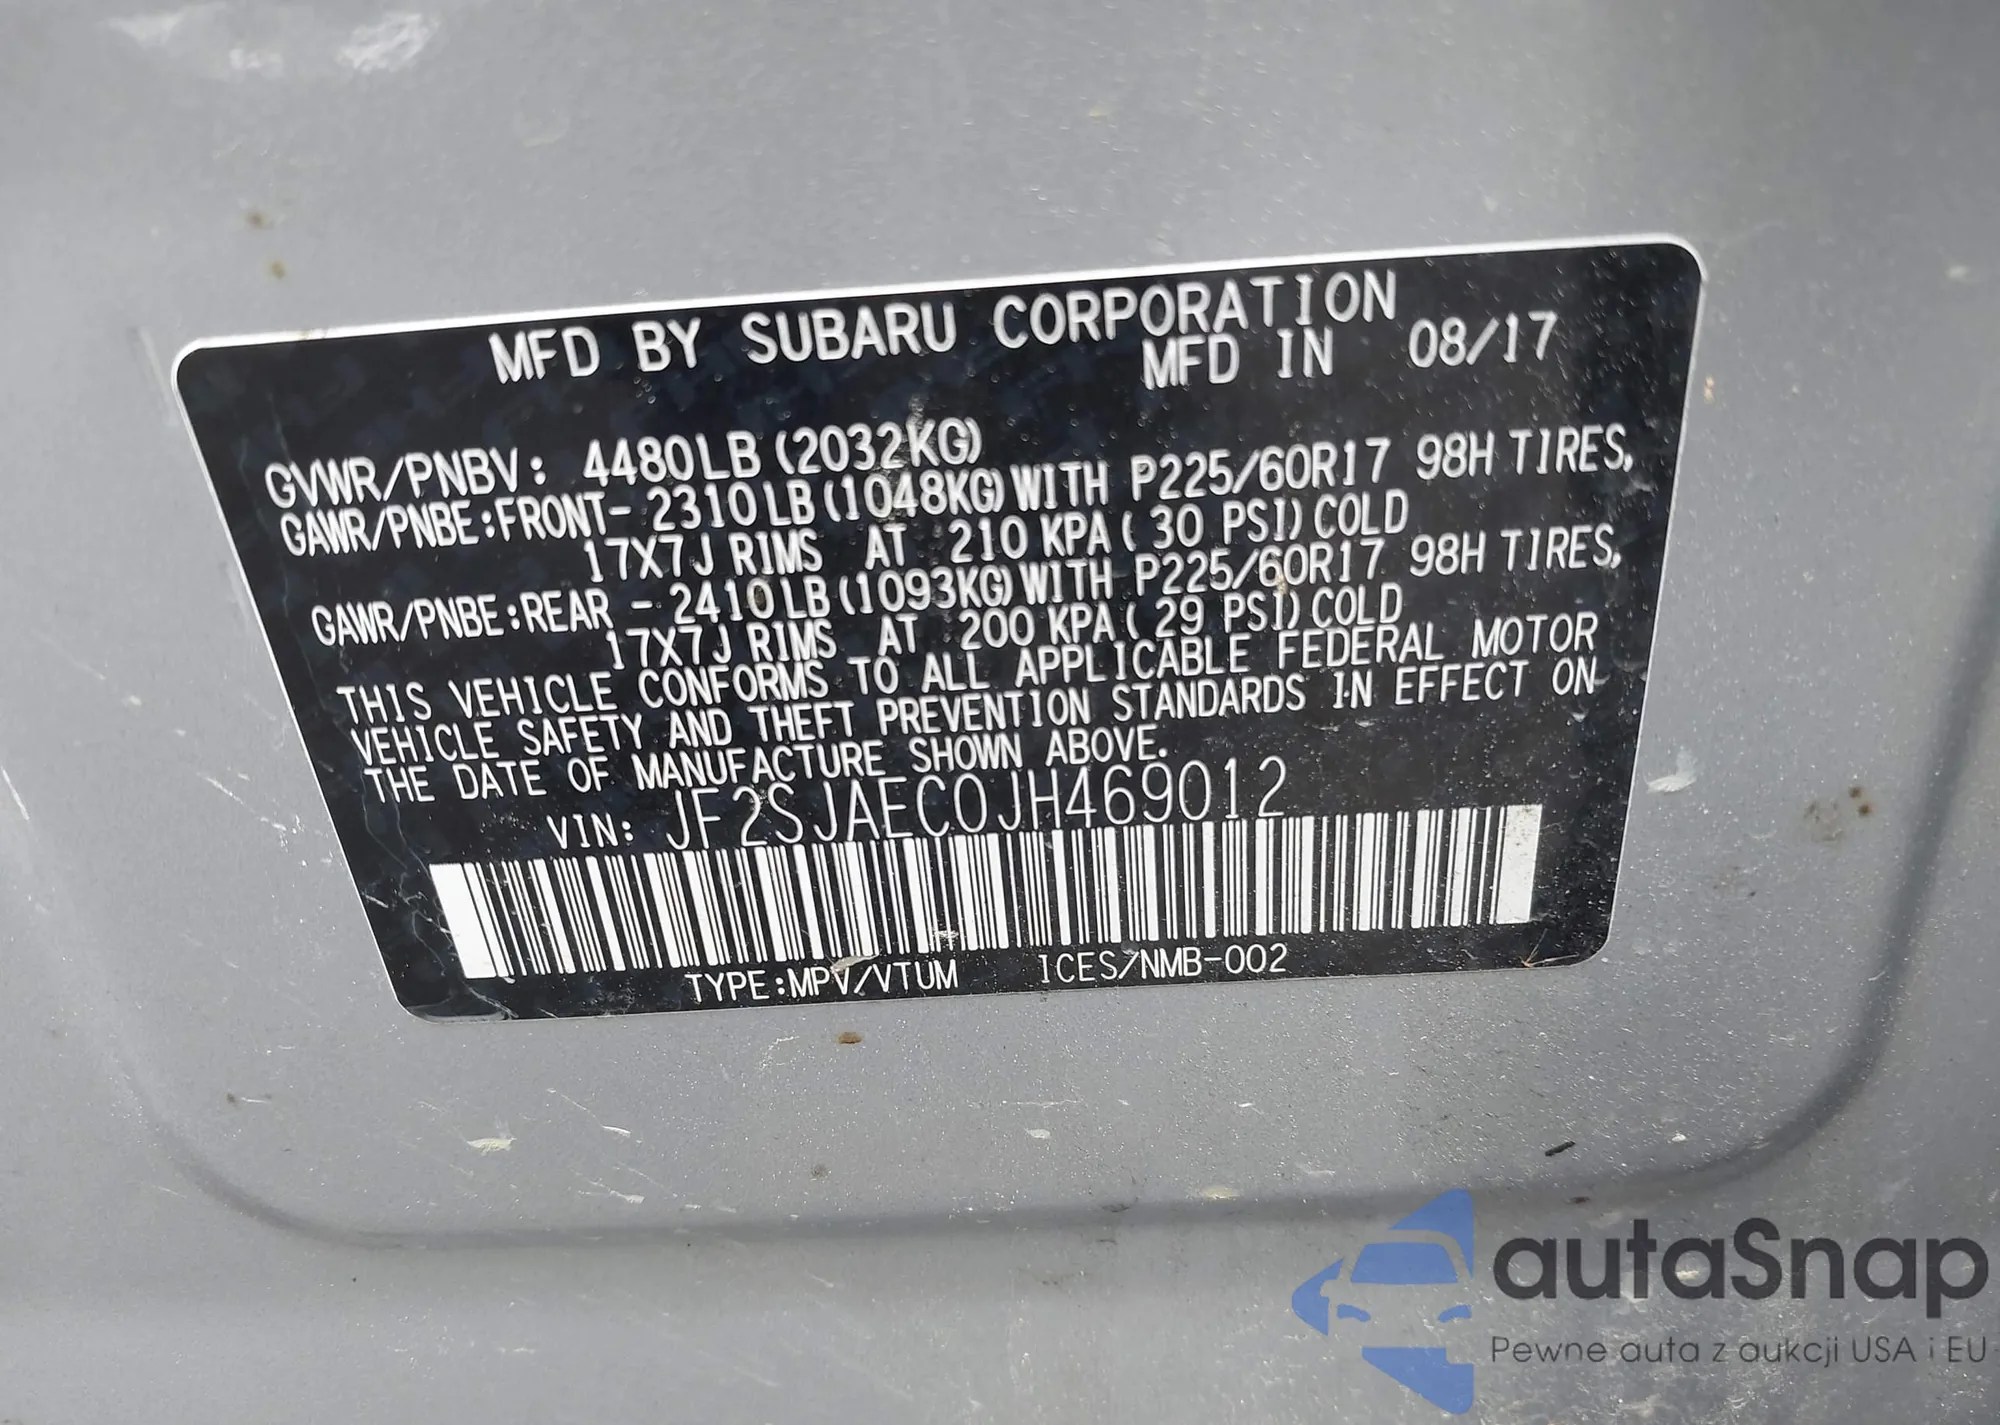 MFD BY SUBARU CORPORATION
MFD IN 08/17
GVWR/PNBV: 4480LB (2032KG)
GAWR/PNBE:FRONT- 2310LB(1048KG)WITH P225/60R17 98H TIRES,
17X7J RIMS AT 210 KPA( 30 PSI)COLD
GAWR/PNBE:REAR - 2410LB(1093KG)WITH P225/60R17 98H TIRES,
17X7J RIMS AT 200 KPA( 29 PSI)COLD
THIS VEHICLE CONFORMS TO ALL APPLICABLE FEDERAL MOTOR
VEHICLE SAFETY AND THEFT PREVENTION STANDARDS IN EFFECT ON
THE DATE OF MANUFACTURE SHOWN ABOVE.
VIN: JF2SJAEC0JH469012
TYPE:MPV/VTUM ICES/NMB-002
autaSnap
Pewne auta z aukcji USA i EU